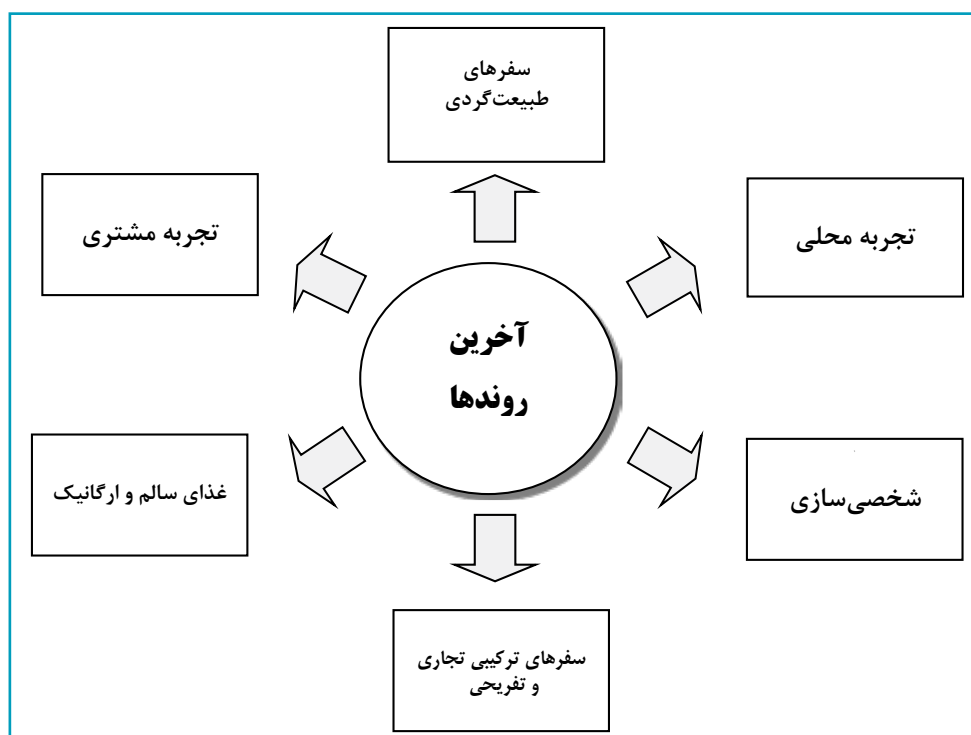 سفرهای
طبیعت‌گردی
تجربه محلی
تجربه مشتری
آخرین
روندها
شخصی‌سازی
غذای سالم و ارگانیک
سفرهای ترکیبی تجاری
و تفریحی